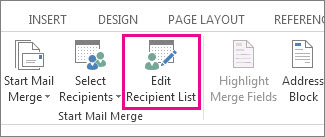 INSERT DESIGN PAGE LAYOUT REFEREN
Start Mail Merge
Select Recipients
Edit Recipient List
Highlight Merge Fields
Address Block
Start Mail Merge